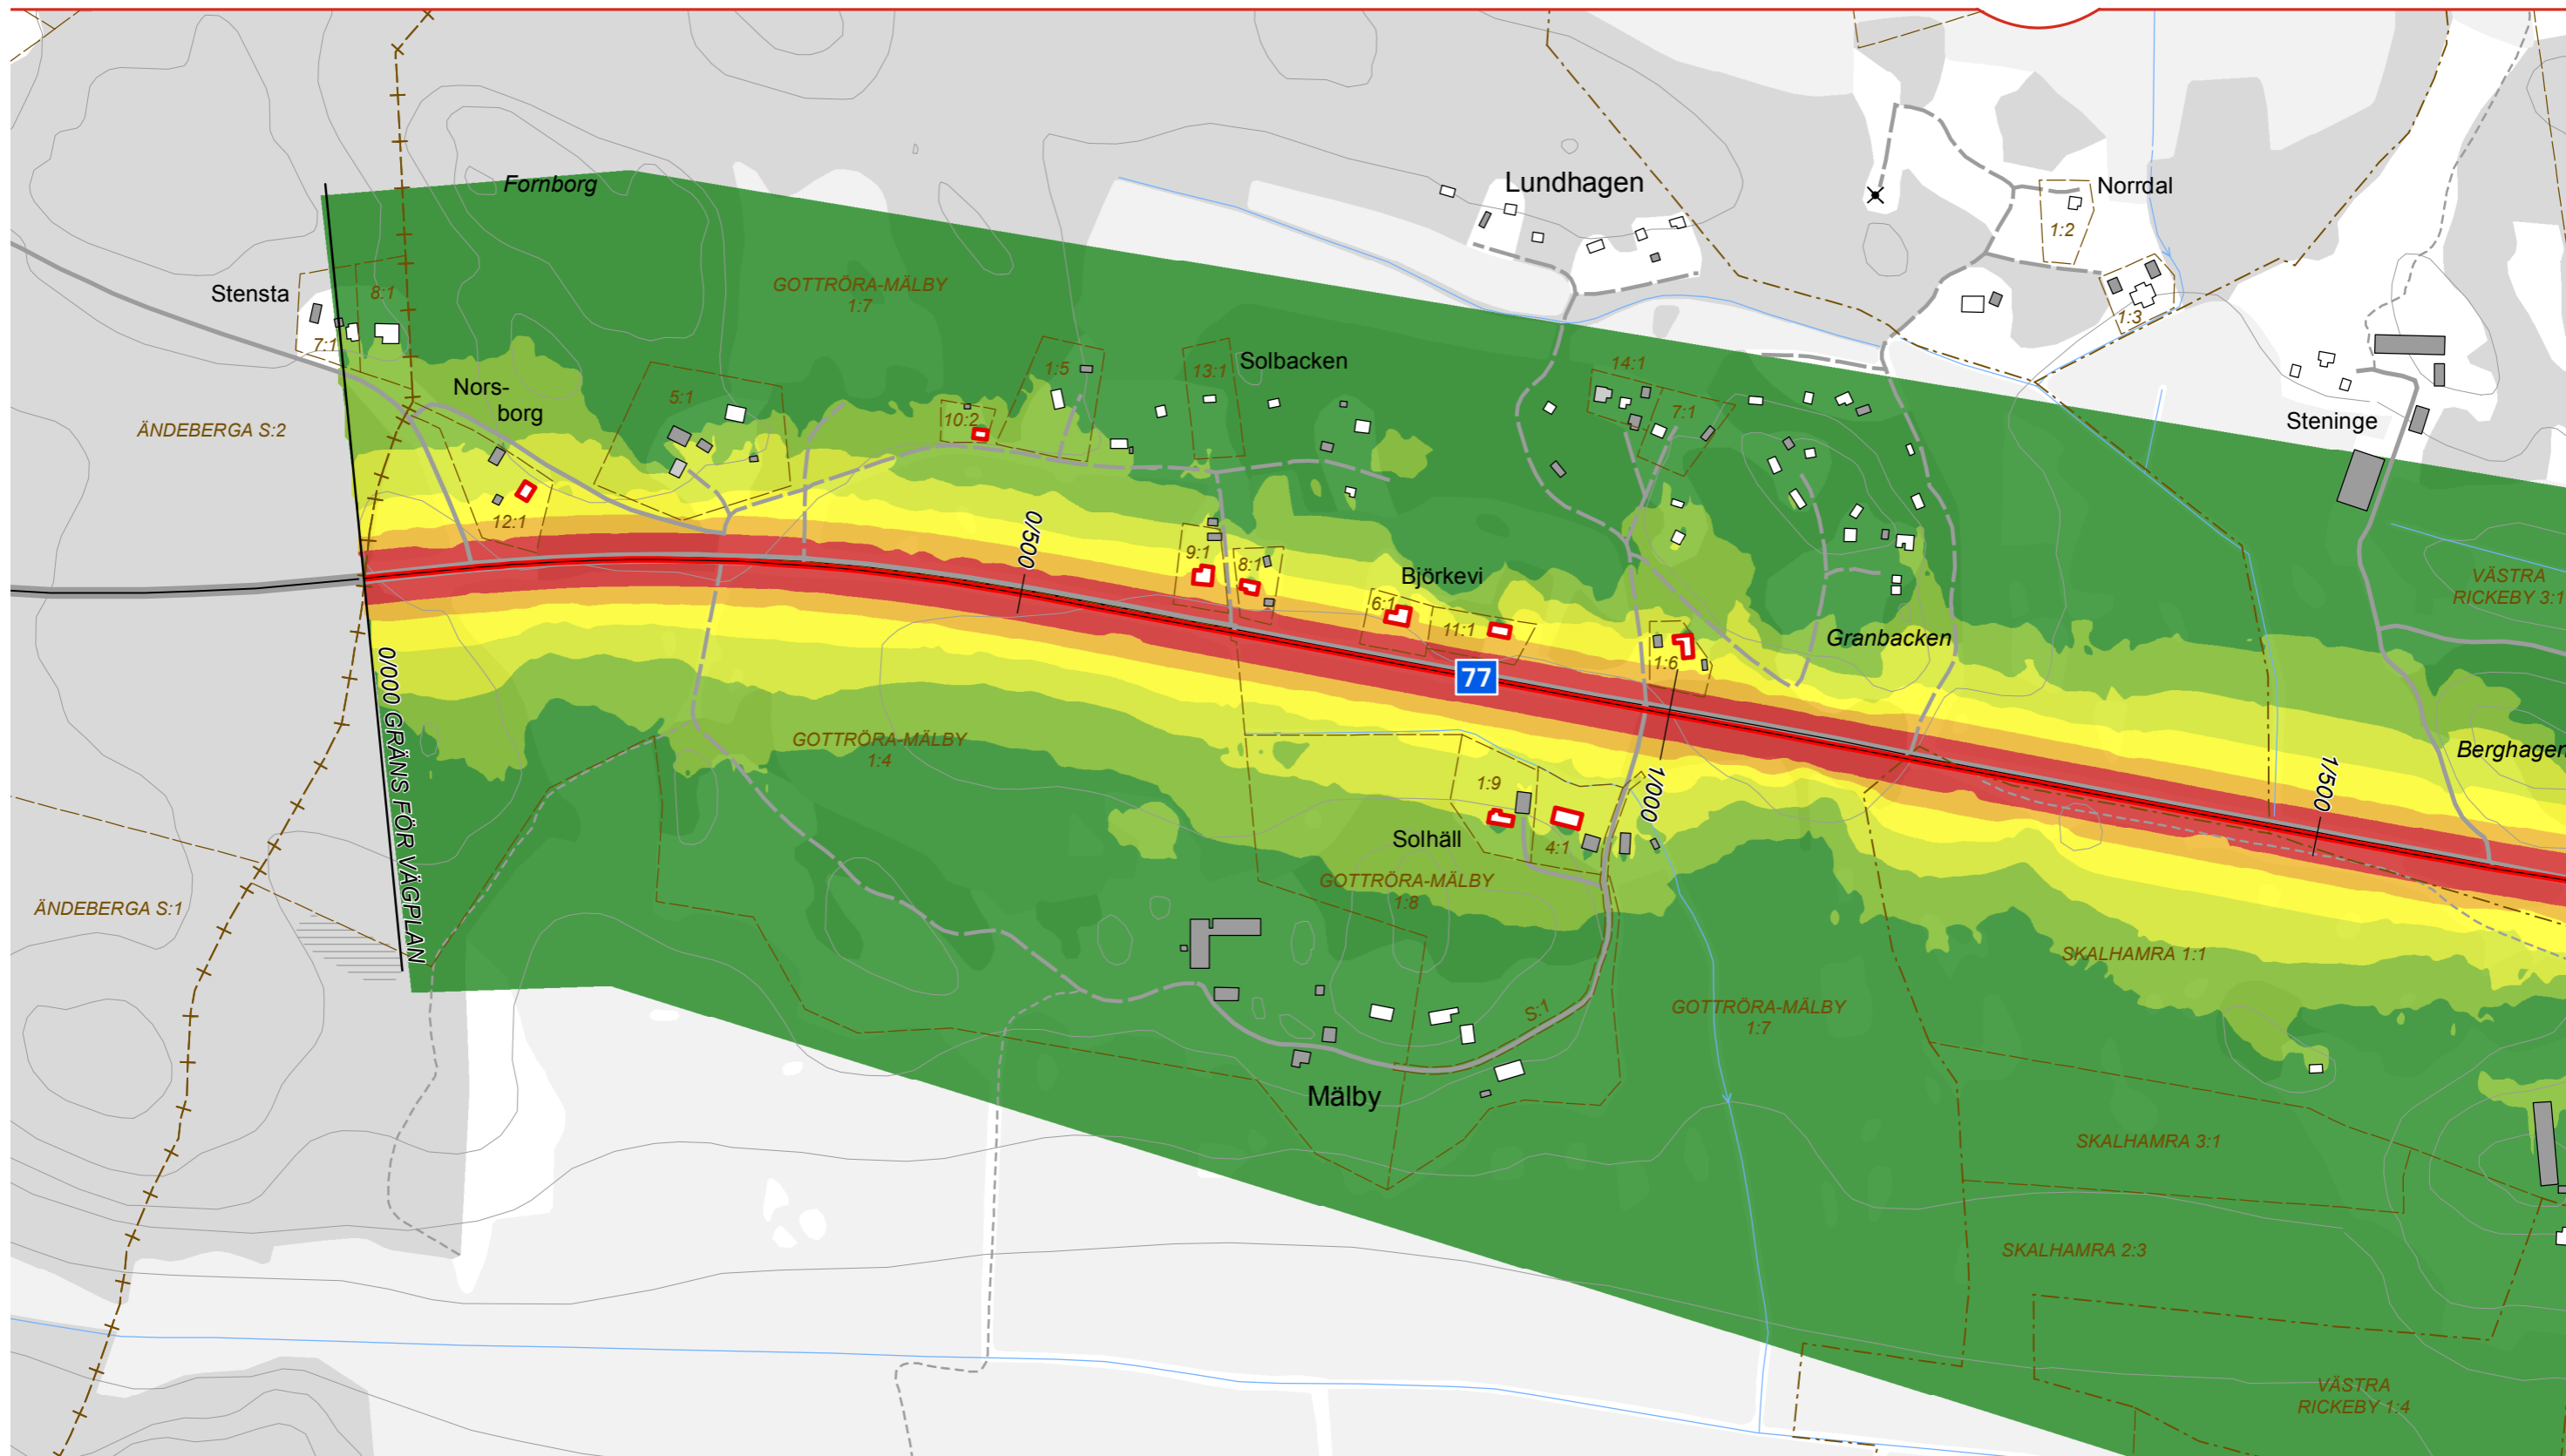 Fornborg
Lundhagen
Norrdal
1:2
Stensta
8:1
GOTTRÖRA-MÄLBY
1:7
1:3
7:1
Nors-
borg
5:1
10:2
1:5
13:1
Solbacken
14:1
7:1
Steninge
ÄNDEBERGA S:2
12:1
0/500
9:1
8:1
Björkevi
6:1
11:1
77
1:6
Granbacken
VÄSTRA
RICKEBY 3:1
0/000 GRÄNS FÖR VÄGPLAN
GOTTRÖRA-MÄLBY
1:4
1:9
1/000
1/500
Berghagen
Solhäll
4:1
GOTTRÖRA-MÄLBY
1:8
ÄNDEBERGA S:1
SKALHAMRA 1:1
S:1
GOTTRÖRA-MÄLBY
1:7
Mälby
SKALHAMRA 3:1
SKALHAMRA 2:3
VÄSTRA
RICKEBY 1:4